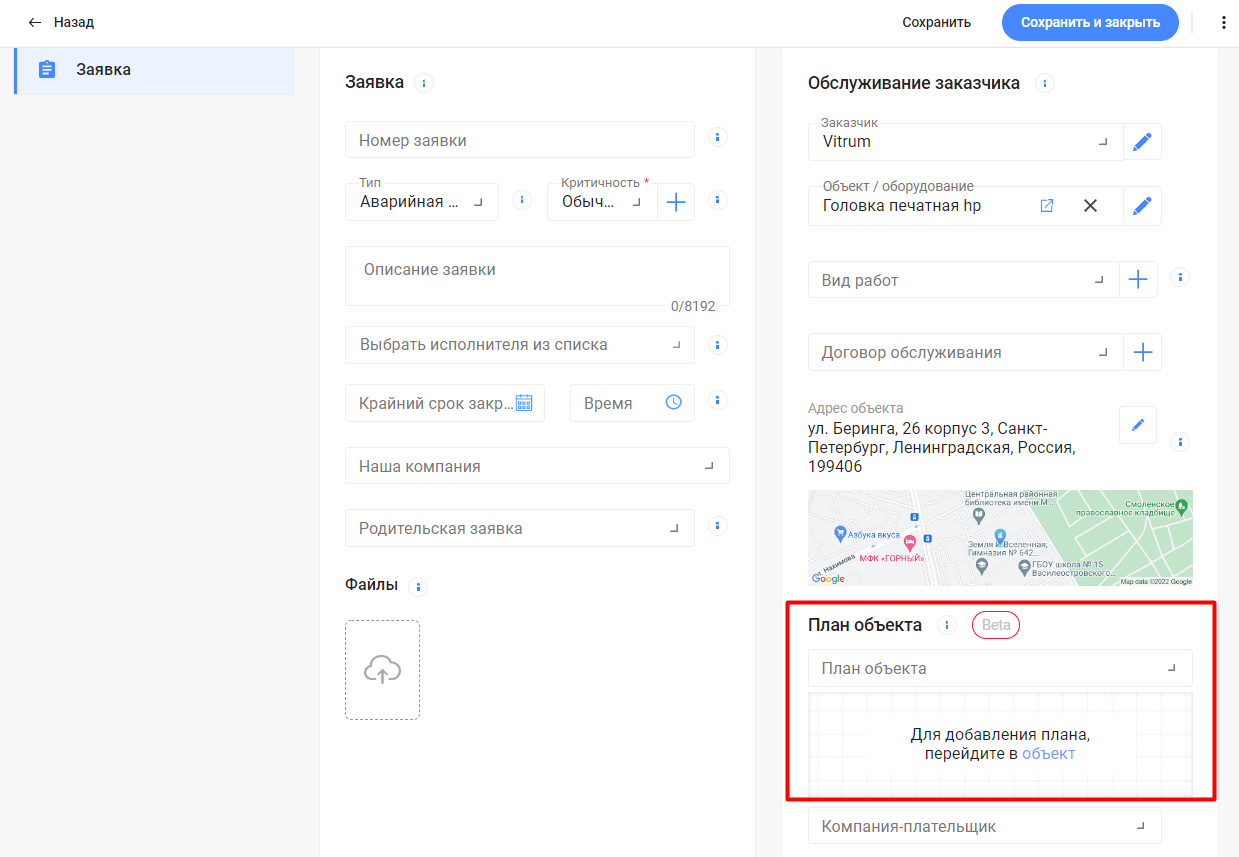 Назад
Сохранить
Сохранить и закрыть
Заявка
Заявка
Номер заявки
Тип
Аварийная ...
Критичность *
Обыч...
Описание заявки
0/8192
Выбрать исполнителя из списка
Крайний срок закр...
Время
Наша компания
Родительская заявка
Файлы
Обслуживание заказчика
Заказчик
Vitrum
Объект / оборудование
Головка печатная hp
Вид работ
Договор обслуживания
Адрес объекта
ул. Беринга, 26 корпус 3, Санкт-
Петербург, Ленинградская, Россия,
199406
Центральная районная
библиотека имени М...
Смоленское
православное кладбище
Азбука вкуса
Земля и Вселенная,
Гимназия № 642...
МФК «ГОРНЫЙ»
Нахимова
ГБОУ школа № 15
Василеостровского...
Google
Map data ©2022 Google
План объекта
Beta
План объекта
Для добавления плана,
перейдите в объект
Компания-плательщик